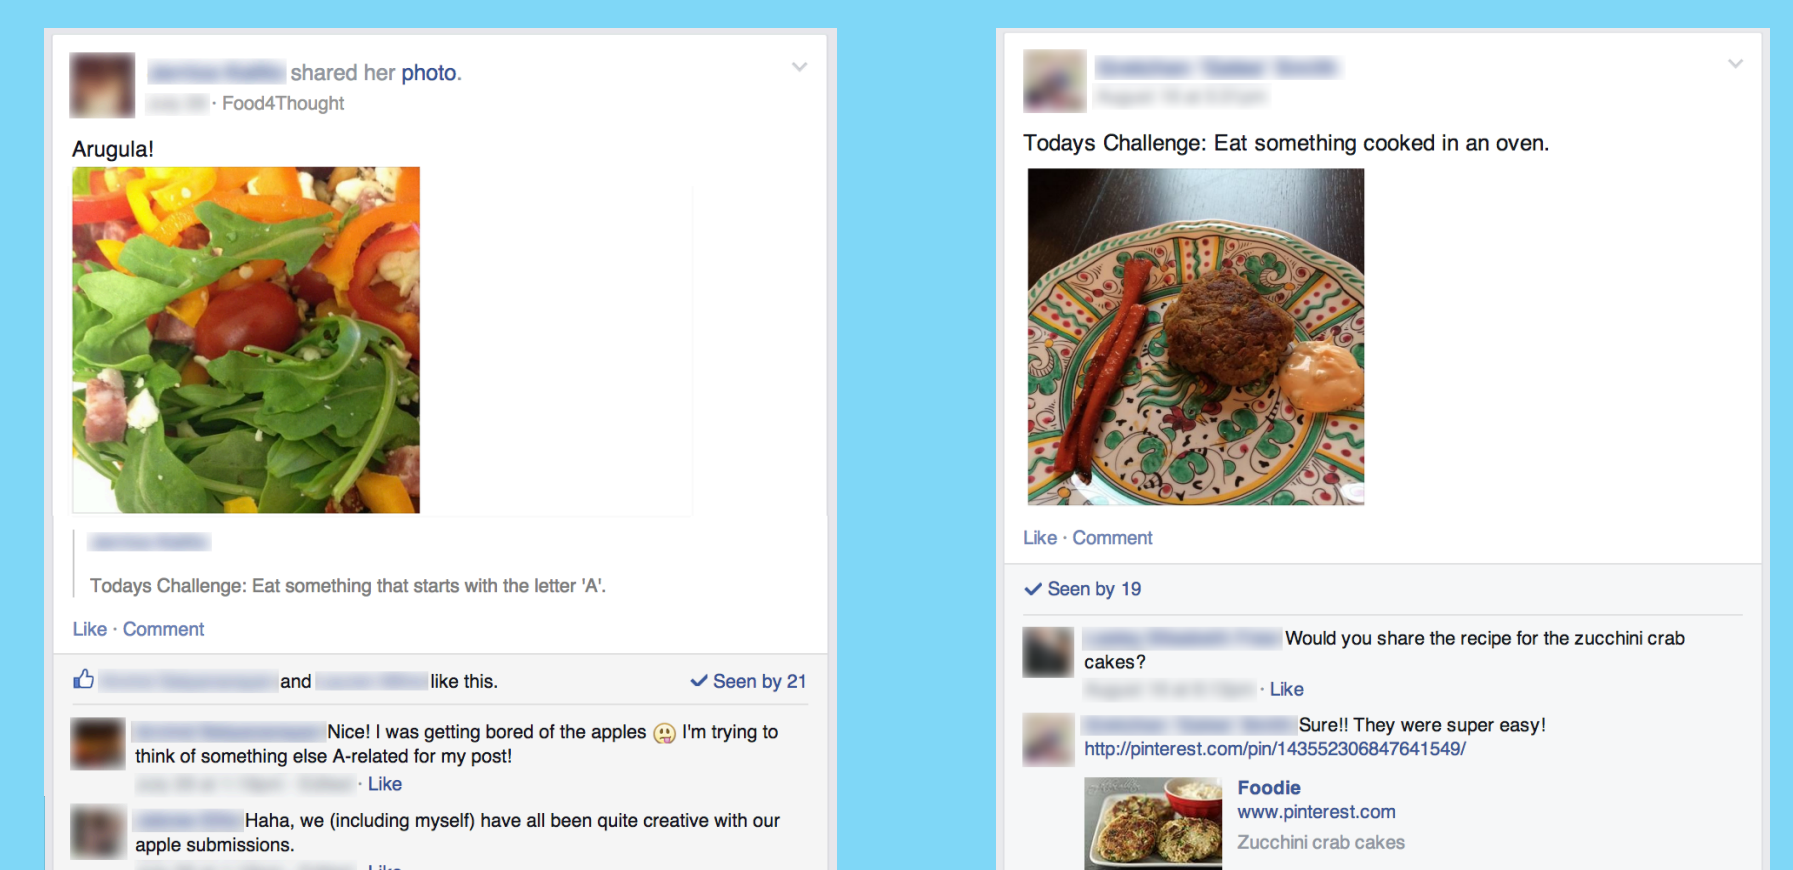 shared her photo.
· Food4Thought
Arugula!
Todays Challenge: Eat something that starts with the letter 'A'.
Like · Comment
and like this.
Seen by 21
Nice! I was getting bored of the apples I'm trying to
think of something else A-related for my post!
· Like
Haha, we (including myself) have all been quite creative with our
apple submissions.
Like
Todays Challenge: Eat something cooked in an oven.
Like · Comment
Seen by 19
Would you share the recipe for the zucchini crab
cakes?
· Like
Sure!! They were super easy!
http://pinterest.com/pin/143552306847641549/
Foodie
www.pinterest.com
Zucchini crab cakes